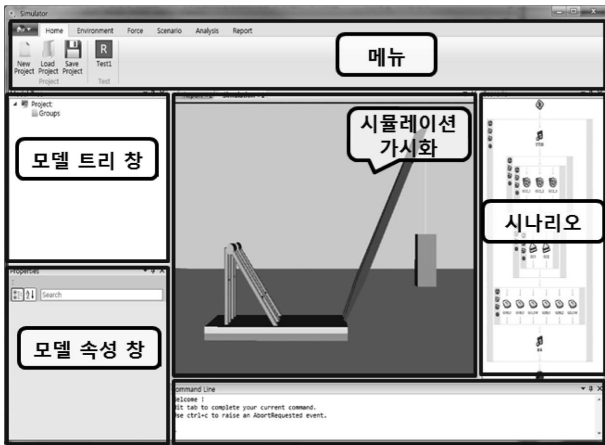 Simulator
Home Environment Force Scenario Analysis Report
New Project
Load Project
Save Project
R
Test1
Project
Test
메뉴
Project
Groups
모델 트리 창
시뮬레이션
가시화
시나리오
Properties
Search
모델 속성 창
Command Line
Welcome !
Hit tab to complete your current command.
Use ctrl+c to raise an AbortRequested event.